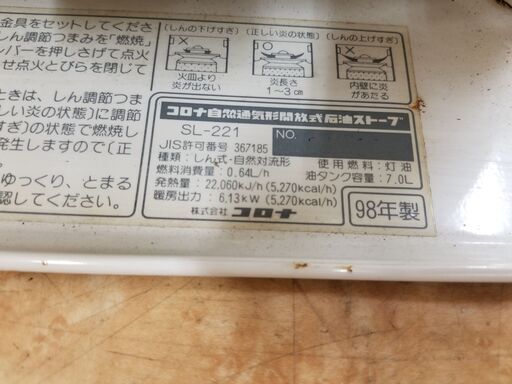 金具をセットしてくださ
しん調節つまみを「燃焼」
レバーを押しさげて点火
せ点火とびらを閉じて
ときは、しん調節つま
しい炎の状態)に調節
すぎ)の状態で燃焼し
発生しますので(正
ゆっくり、とまる
確認してください。
(しんの下げすぎ) (正しい炎の状態) (しんの上げすぎ)
火皿より
炎が出ない
炎長さ
1～3cm
内壁に炎
があたる
コロナ自然通気形開放式石油ストーブ
SL-221
NO.
JIS許可番号 367185
種類：しん式・自然対流形
使用燃料：灯油
燃料消費量：0.64L/h
油タンク容量：7.0L
発熱量：22,060kJ/h (5,270kcal/h)
暖房出力：6.13kW (5,270kcal/h)
株式会社 コロナ
98年製